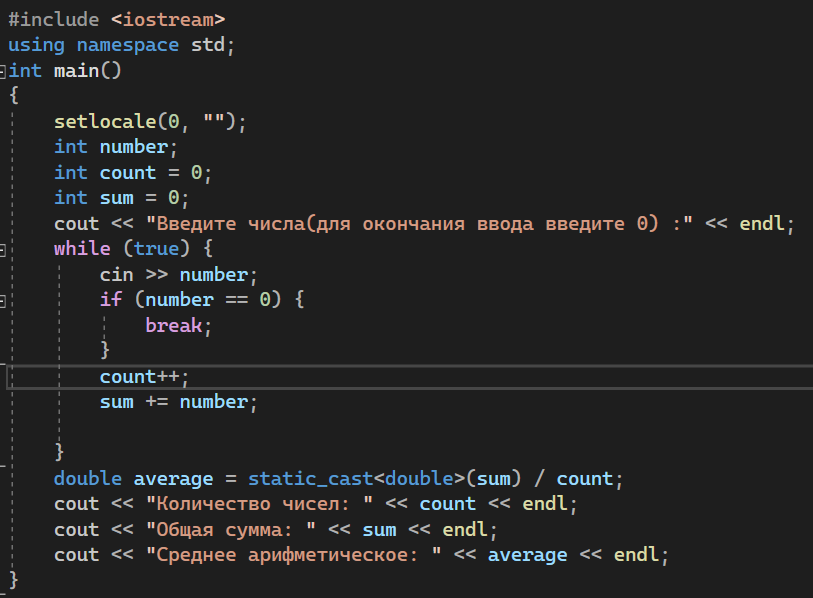 #include <iostream>
using namespace std;
int main()
{
    setlocale(0, "");
    int number;
    int count = 0;
    int sum = 0;
    cout << "Введите числа(для окончания ввода введите 0) :" << endl;
    while (true) {
        cin >> number;
        if (number == 0) {
            break;
        }
        count++;
        sum += number;
    }
    double average = static_cast<double>(sum) / count;
    cout << "Количество чисел: " << count << endl;
    cout << "Общая сумма: " << sum << endl;
    cout << "Среднее арифметическое: " << average << endl;
}